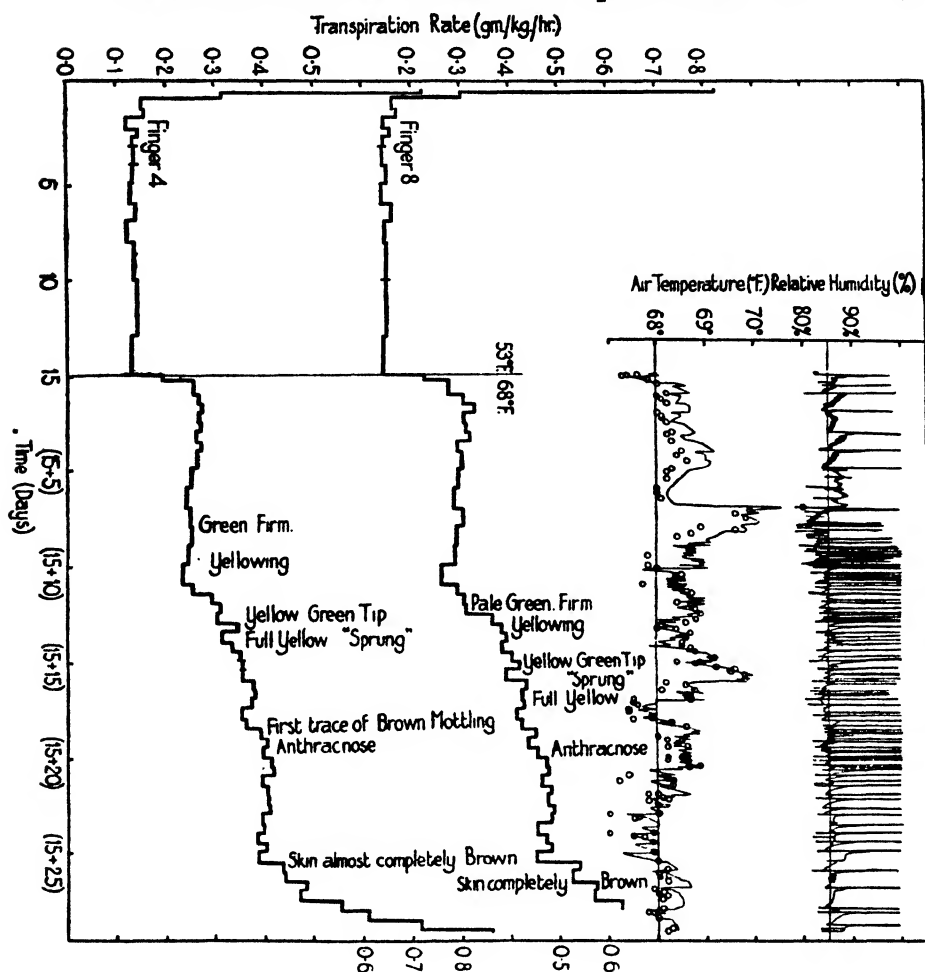 Transpiration Rate (gm/kg/hr.)
0·0 0·1 0·2 0·3 0·4 0·5 0·2 0·3 0·4 0·5 0·6 0·7 0·8
Finger 4
Finger 8
Air Temperature (°F.) Relative Humidity (%)
68° 69° 70° 80% 90%
5
10
15
(15+5)
(15+10)
(15+15)
(15+20)
(15+25)
Time (Days)
53°F. 68°F.
Green Firm.
Yellowing
Yellow Green Tip
Full Yellow "Sprung"
First trace of Brown Mottling
Anthracnose
Skin almost completely Brown
Pale Green. Firm
Yellowing
Yellow Green Tip
"Sprung"
Full Yellow
Anthracnose
Skin completely Brown
0·6 0·7 0·8 0·5 0·6